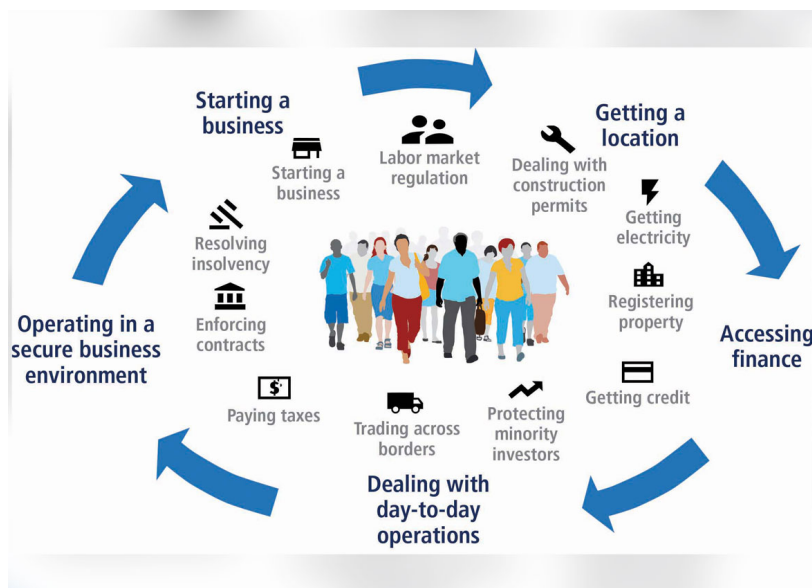 Starting a
business
Getting a
location
Accessing
finance
Dealing with
day-to-day
operations
Operating in a
secure business
environment
Starting a
business
Labor market
regulation
Dealing with
construction
permits
Getting
electricity
Registering
property
Getting credit
Protecting
minority
investors
Trading across
borders
$
Paying taxes
Enforcing
contracts
Resolving
insolvency